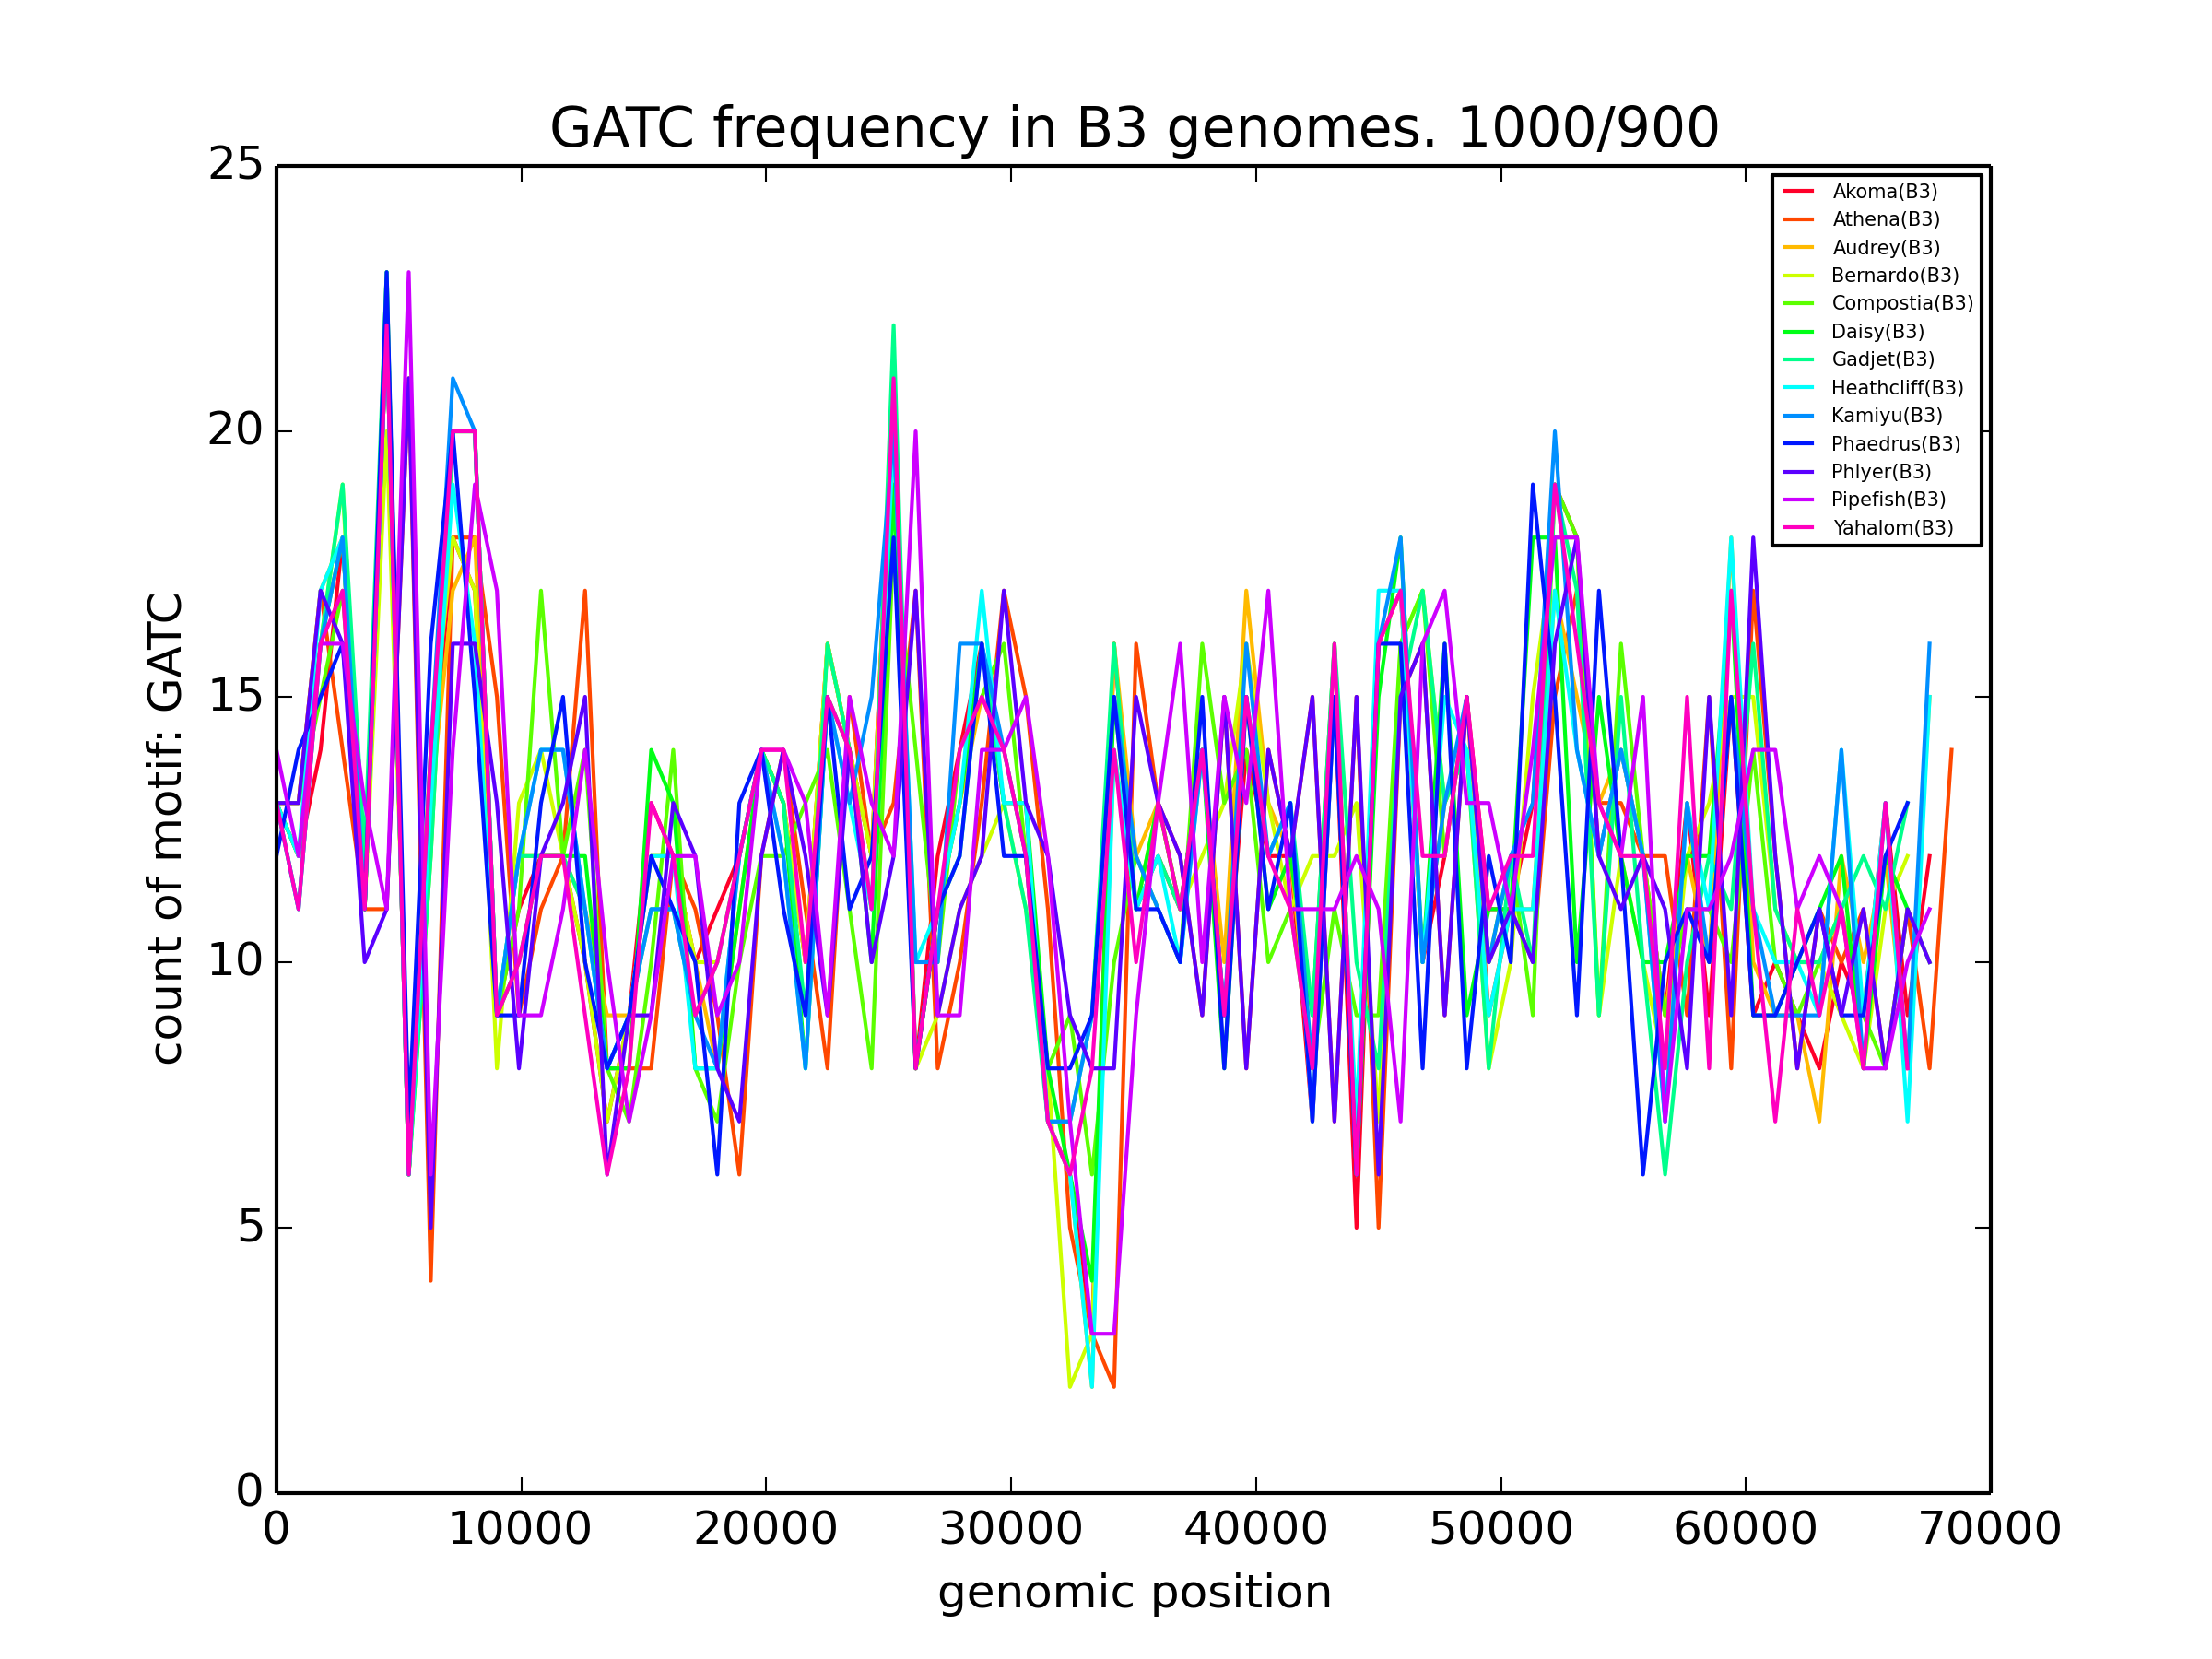 GATC frequency in B3 genomes. 1000/900
25
20
15
10
5
0
count of motif: GATC
0 10000 20000 30000 40000 50000 60000 70000
genomic position
Akoma(B3)
Athena(B3)
Audrey(B3)
Bernardo(B3)
Compostia(B3)
Daisy(B3)
Gadjet(B3)
Heathcliff(B3)
Kamiyu(B3)
Phaedrus(B3)
Phlyer(B3)
Pipefish(B3)
Yahalom(B3)